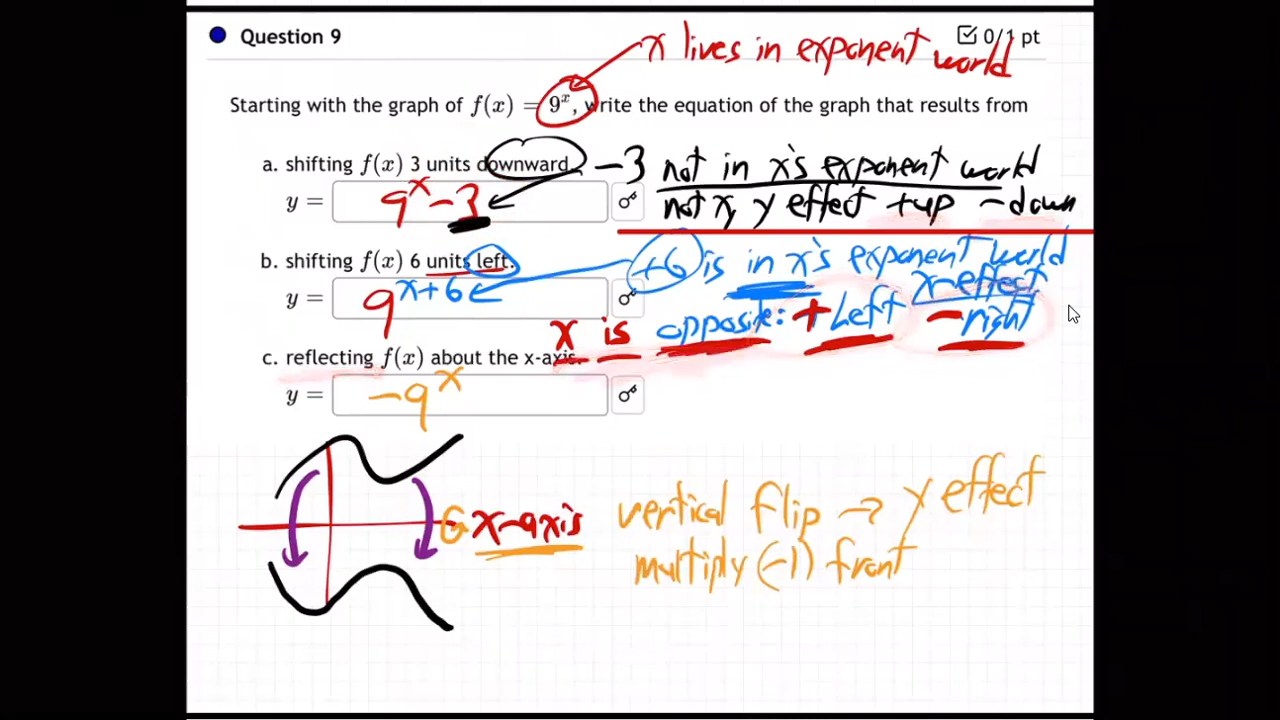 x lives in exponent world
Question 9
0/1 pt
Starting with the graph of f(x) = 9^x, write the equation of the graph that results from
a. shifting f(x) 3 units downward.
-3 not in x's exponent world
y = 9^x - 3
not x, y effect +up -down
b. shifting f(x) 6 units left.
+6 is in x's exponent world
x-effect
y = 9^x+6
x is opposite: +Left -right
c. reflecting f(x) about the x-axis.
y = -9^x
x-axis
vertical flip → y effect
multiply (-1) front